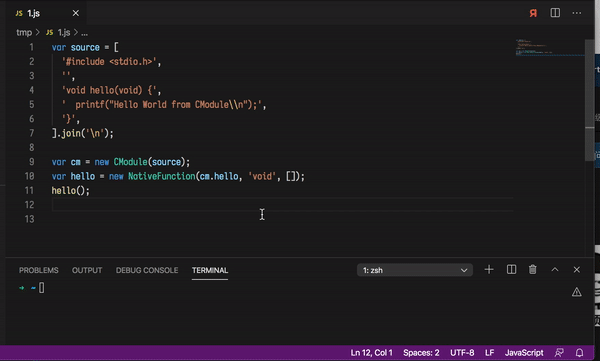 JS 1.js ×
R ...
tmp > JS 1.js > ...
1 var source = [
2 '#include <stdio.h>',
3 '',
4 'void hello(void) {',
5 '  printf("Hello World from CModule\\n");',
6 '}',
7 ].join('\n');
8
9 var cm = new CModule(source);
10 var hello = new NativeFunction(cm.hello, 'void', []);
11 hello();
12
13
PROBLEMS OUTPUT DEBUG CONSOLE TERMINAL 1: zsh
Ln 12, Col 1 Spaces: 2 UTF-8 LF JavaScript